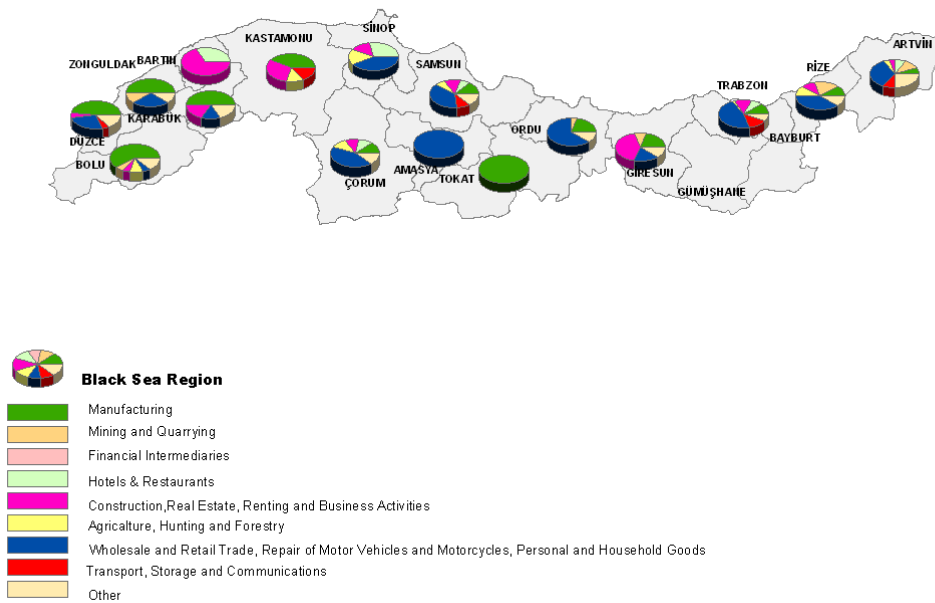 SİNOP
KASTAMONU
ARTVİN
ZONGULDAK
BARTIN
SAMSUN
RİZE
TRABZON
KARABÜK
ORDU
DÜZCE
BAYBURT
BOLU
AMASYA
GİRESUN
ÇORUM
TOKAT
GÜMÜŞHANE
Black Sea Region
Manufacturing
Mining and Quarrying
Financial Intermediaries
Hotels & Restaurants
Construction,Real Estate, Renting and Business Activities
Agriculture, Hunting and Forestry
Wholesale and Retail Trade, Repair of Motor Vehicles and Motorcycles, Personal and Household Goods
Transport, Storage and Communications
Other